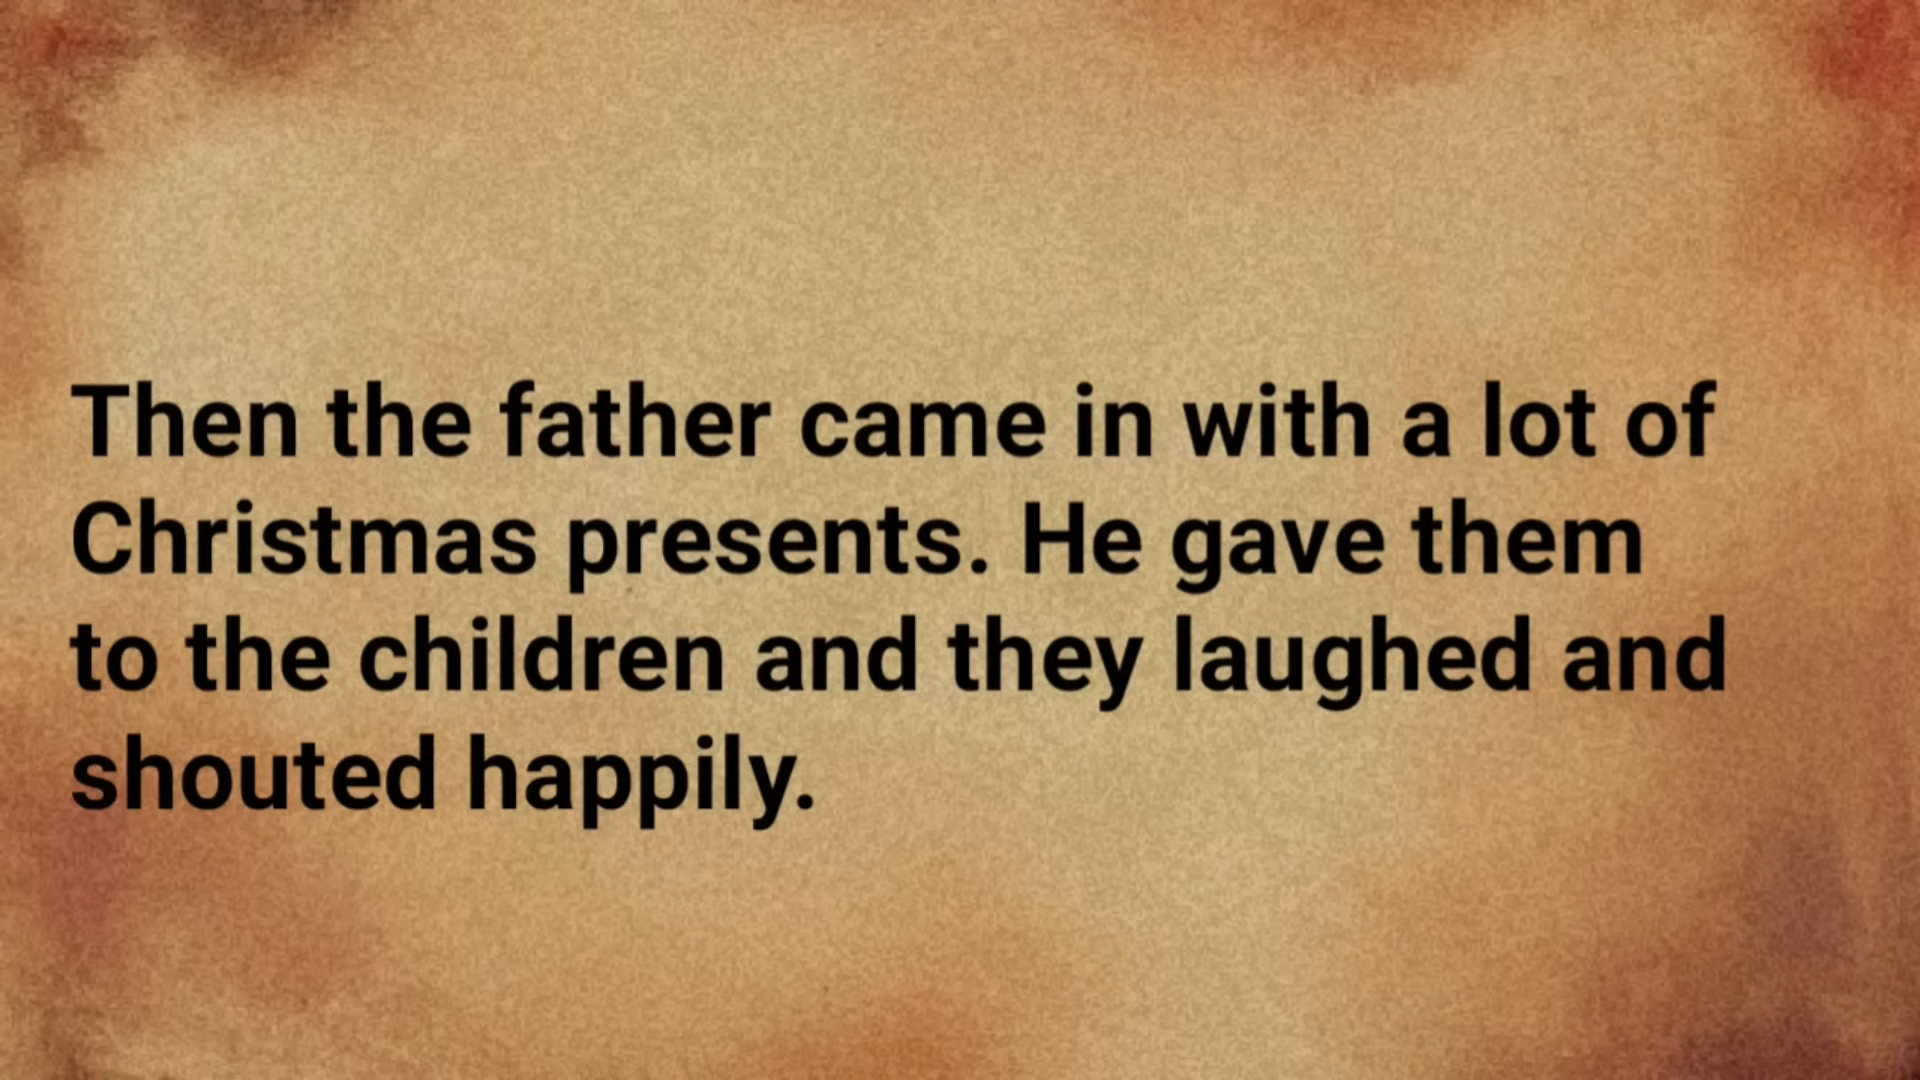 Then the father came in with a lot of
Christmas presents. He gave them
to the children and they laughed and
shouted happily.